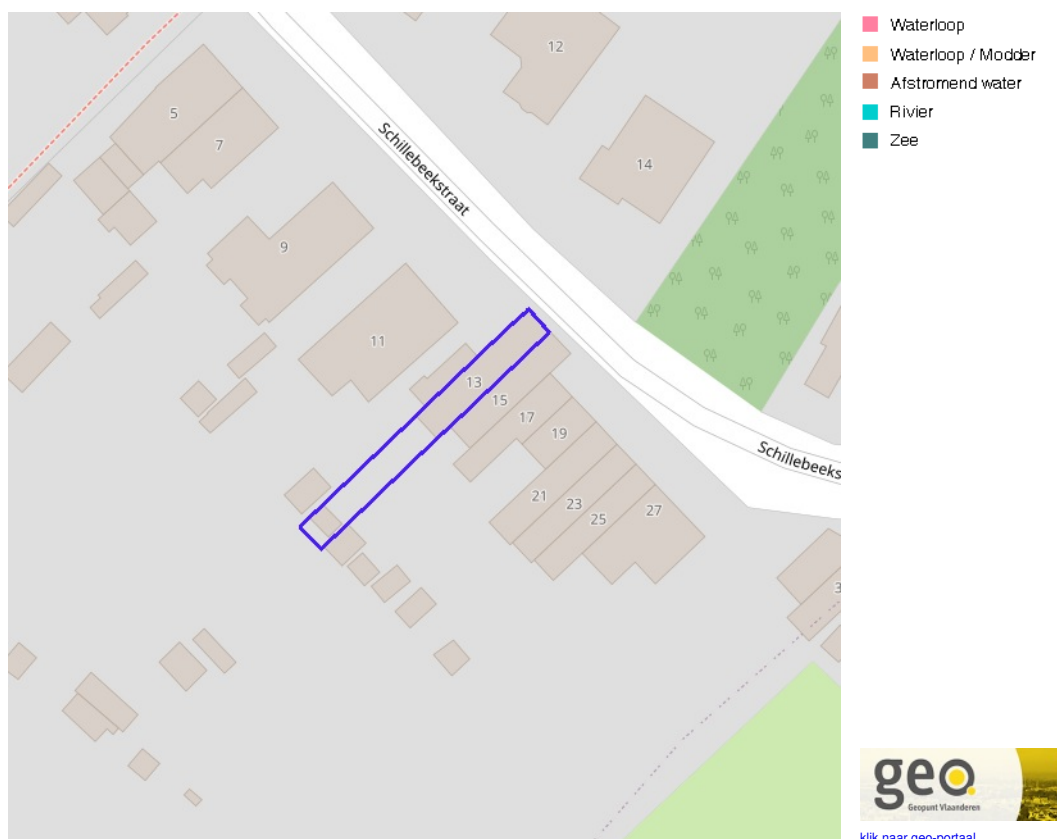 Waterloop
Waterloop / Modder
Afstromend water
Rivier
Zee
12
5
7
14
Schillebeekstraat
9
11
13
15
17
19
Schillebeeks
21
23
25
27
3
geo
Geopunt Vlaanderen
klik naar geo-portaal